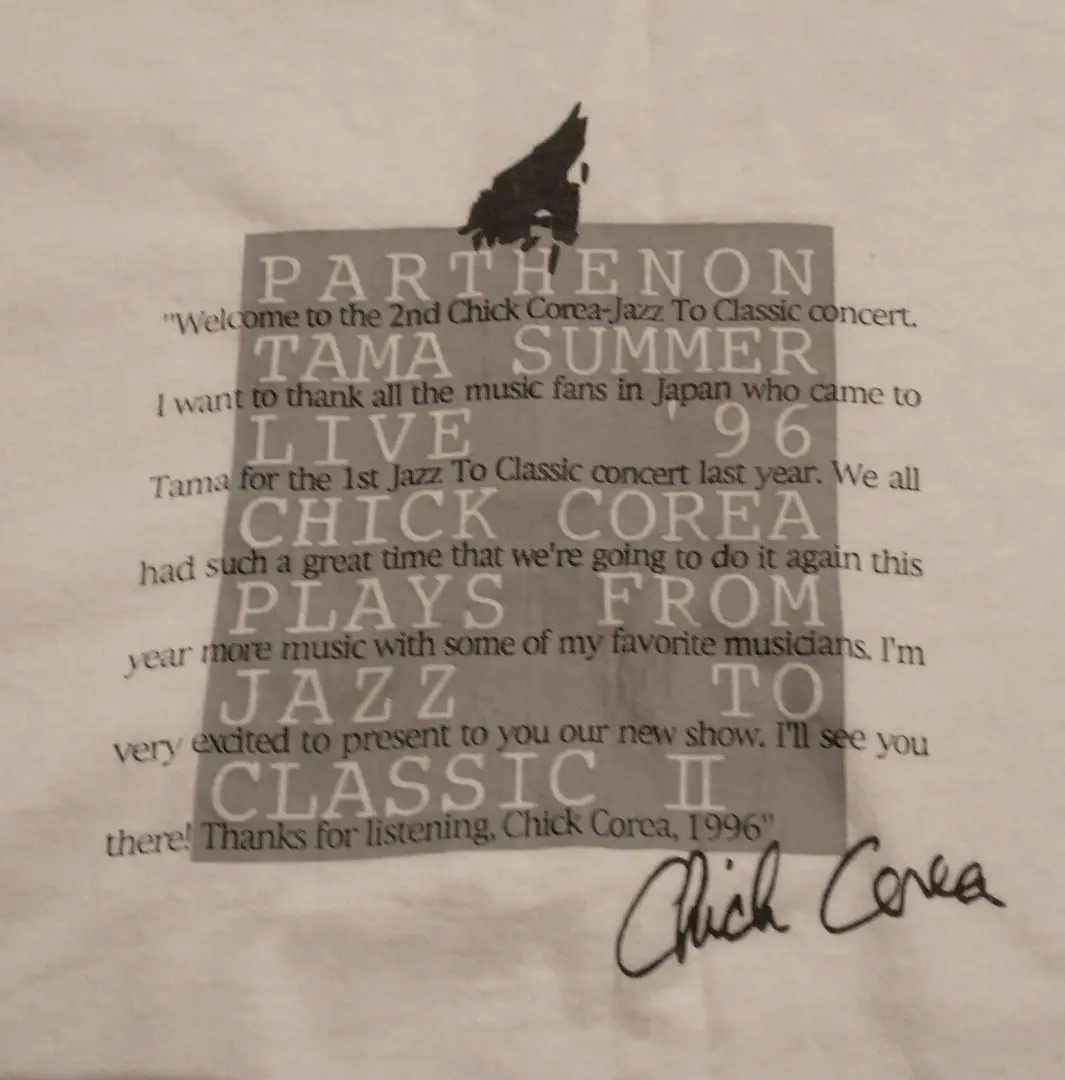 PARTHENON
"Welcome to the 2nd Chick Corea-Jazz To Classic concert.
TAMA SUMMER
I want to thank all the music fans in Japan who came to
LIVE '96
Tama for the 1st Jazz To Classic concert last year. We all
CHICK COREA
had such a great time that we're going to do it again this
PLAYS FROM
year more music with some of my favorite musicians. I'm
JAZZ TO
very excited to present to you our new show. I'll see you
CLASSIC II
there! Thanks for listening, Chick Corea, 1996"
Chick Corea